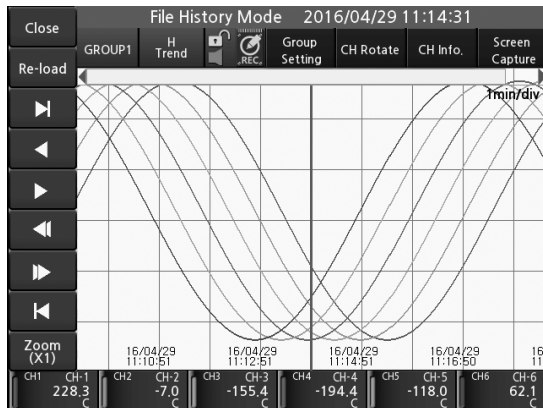 Close
File History Mode 2016/04/29 11:14:31
GROUP1
H
Trend
REC
Group
Setting
CH Rotate
CH Info.
Screen
Capture
Re-load
1min/div
Zoom
(X1)
16/04/29
11:10:51
16/04/29
11:12:51
16/04/29
11:14:51
16/04/29
11:16:50
16
11
CH1 CH-1
228.3
C
CH2 CH-2
-7.0
C
CH3 CH-3
-155.4
C
CH4 CH-4
-194.4
C
CH5 CH-5
-118.0
C
CH6 CH-6
62.1
C